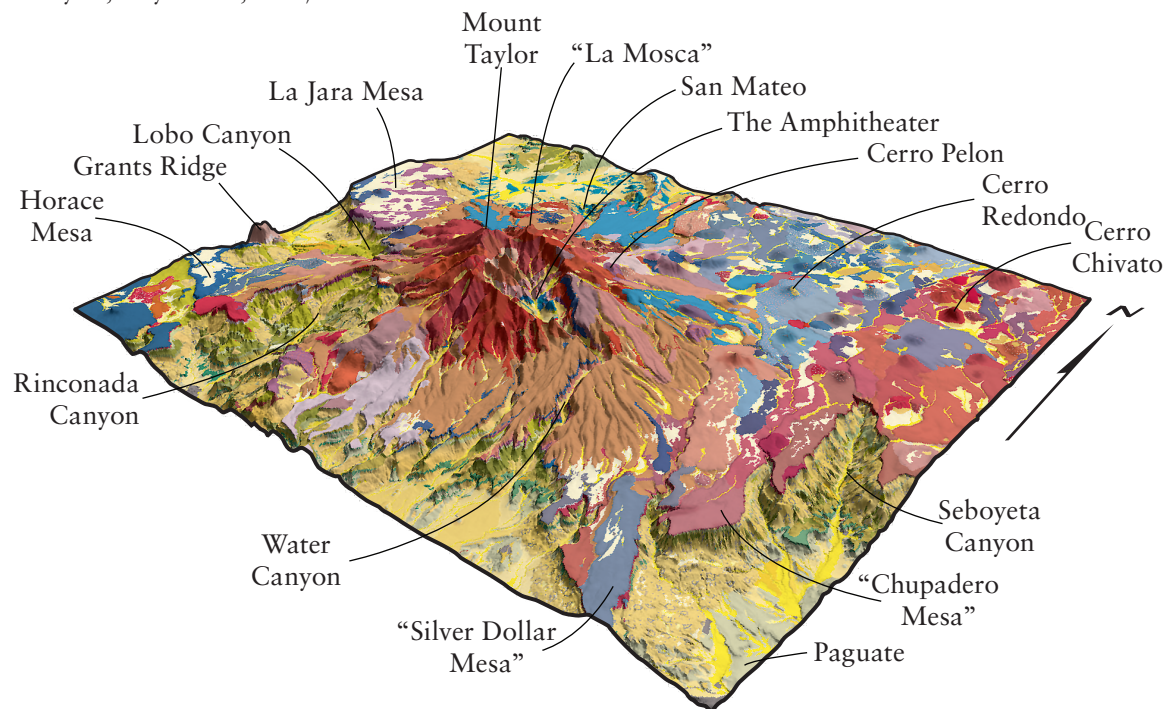 Mount
Taylor
“La Mosca”
San Mateo
La Jara Mesa
The Amphitheater
Lobo Canyon
Cerro Pelon
Grants Ridge
Cerro
Redondo
Horace
Mesa
Cerro
Chivato
N
Rinconada
Canyon
Seboyeta
Canyon
Water
Canyon
“Chupadero
Mesa”
“Silver Dollar
Mesa”
Paguate